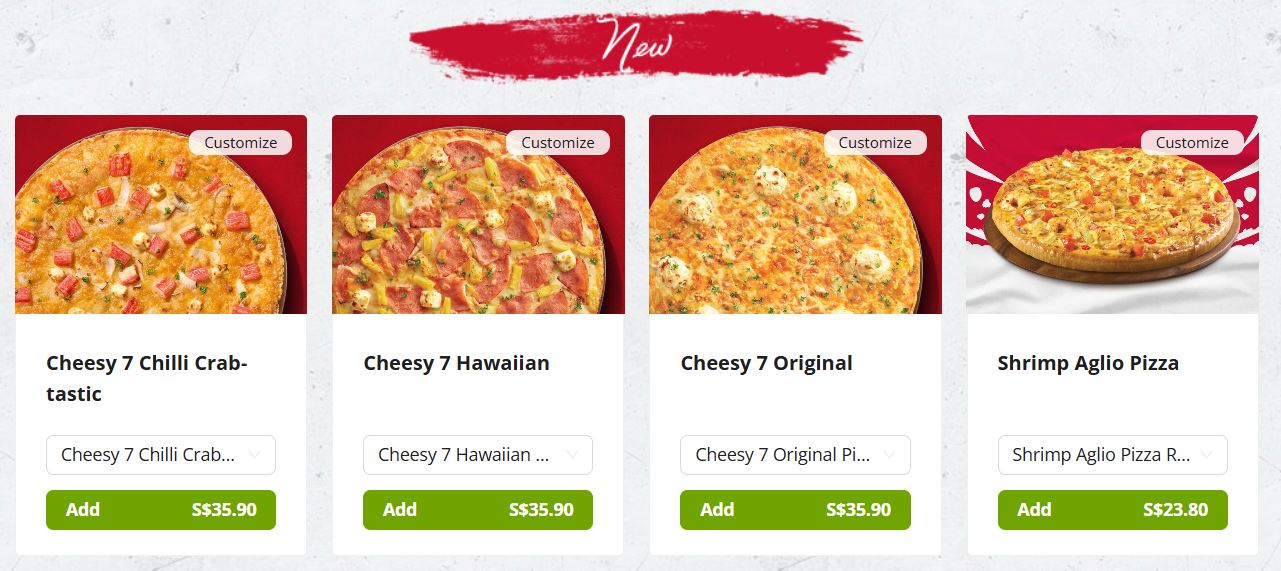 New
Customize
Customize
Customize
Customize
Cheesy 7 Chilli Crab-
tastic
Cheesy 7 Hawaiian
Cheesy 7 Original
Shrimp Aglio Pizza
Cheesy 7 Chilli Crab...
Cheesy 7 Hawaiian ...
Cheesy 7 Original Pi...
Shrimp Aglio Pizza R...
Add S$35.90
Add S$35.90
Add S$35.90
Add S$23.80